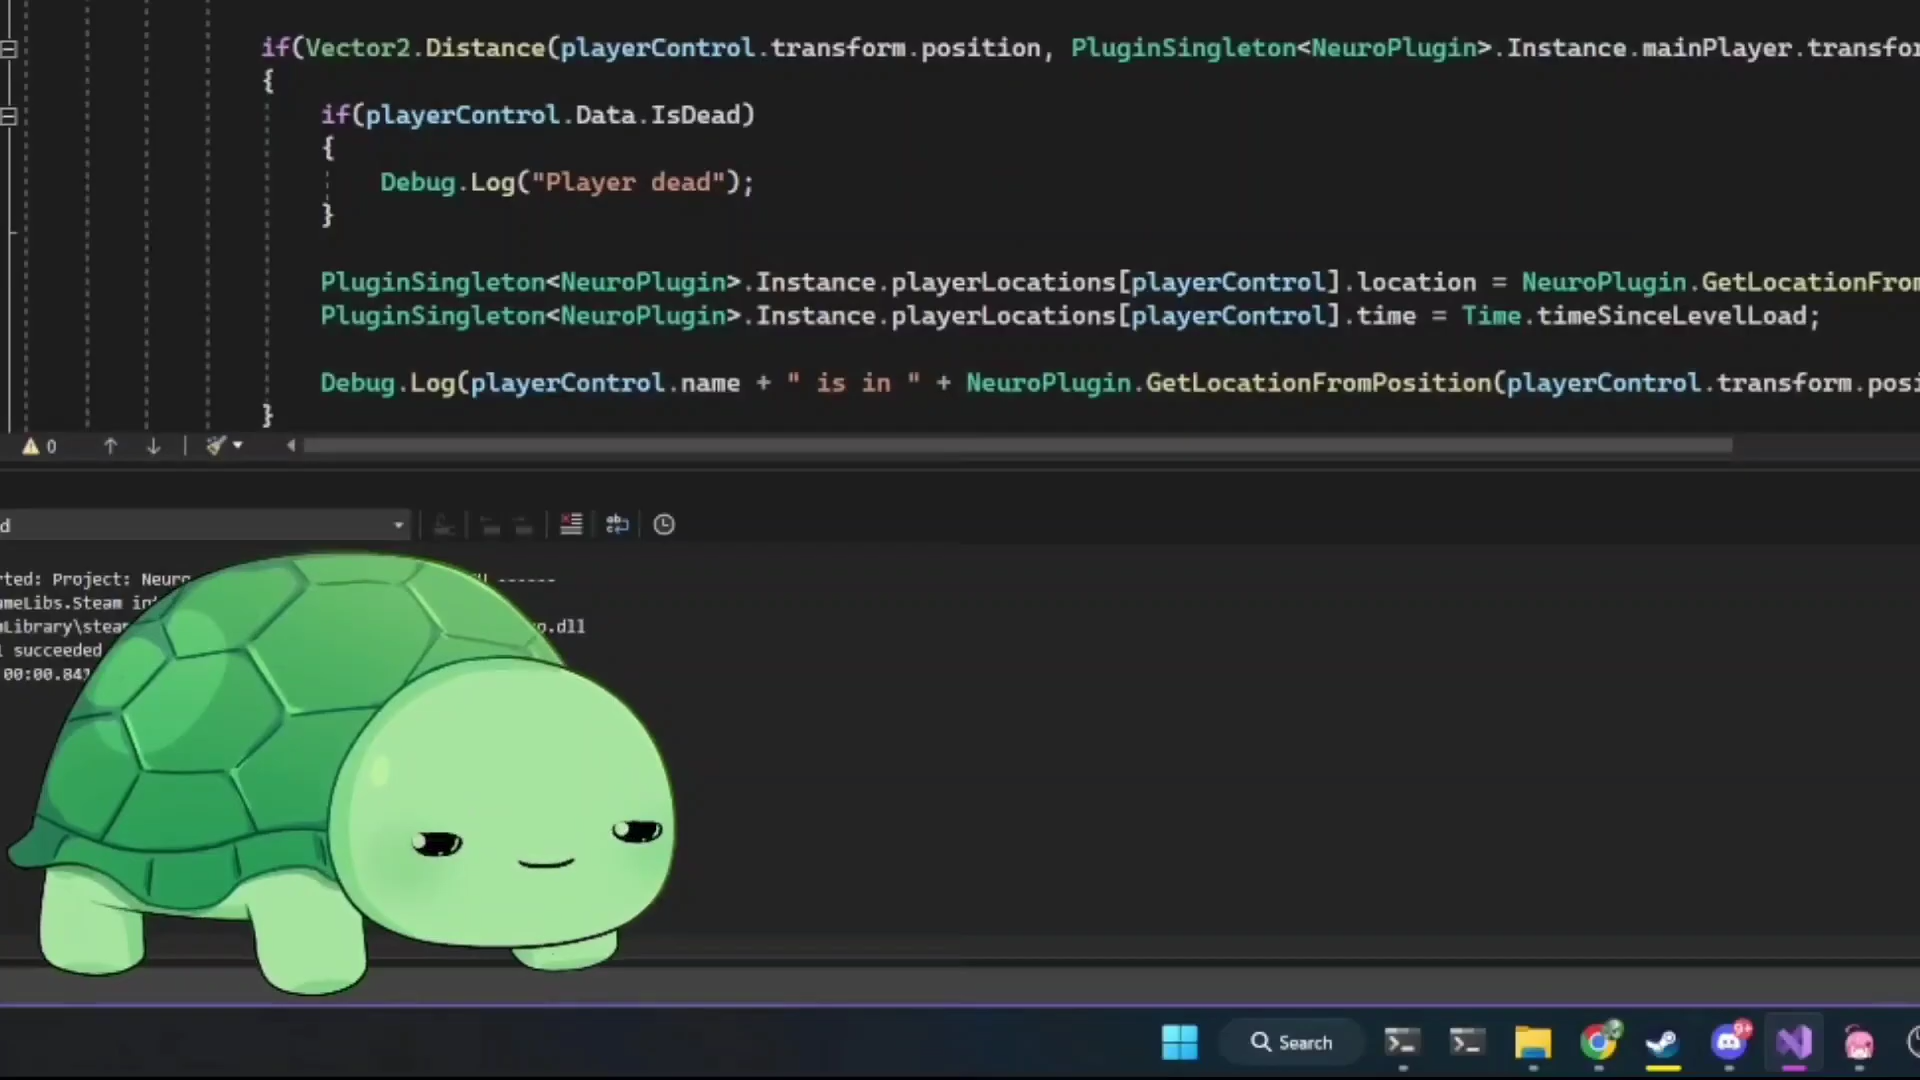 if(Vector2.Distance(playerControl.transform.position, PluginSingleton<NeuroPlugin>.Instance.mainPlayer.transfor
{
if(playerControl.Data.IsDead)
{
Debug.Log("Player dead");
}
PluginSingleton<NeuroPlugin>.Instance.playerLocations[playerControl].location = NeuroPlugin.GetLocationFrom
PluginSingleton<NeuroPlugin>.Instance.playerLocations[playerControl].time = Time.timeSinceLevelLoad;
Debug.Log(playerControl.name + " is in " + NeuroPlugin.GetLocationFromPosition(playerControl.transform.posi
}
0
d
rted: Project: Neuro ------
meLibs.Steam in
Library\stea o.dll
succeeded
00:00.841
Search
9+